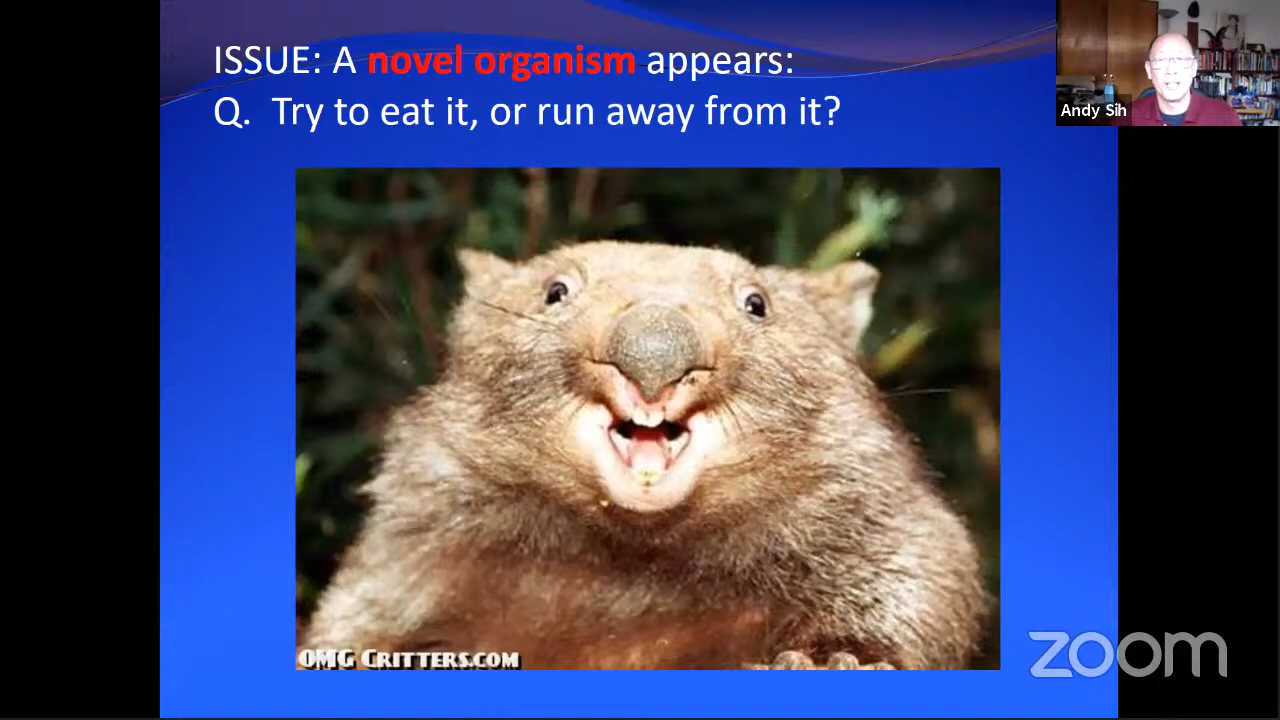 ISSUE: A novel organism appears:
Q. Try to eat it, or run away from it?
Andy Sih
OMG CRITTERS.COM
zoom